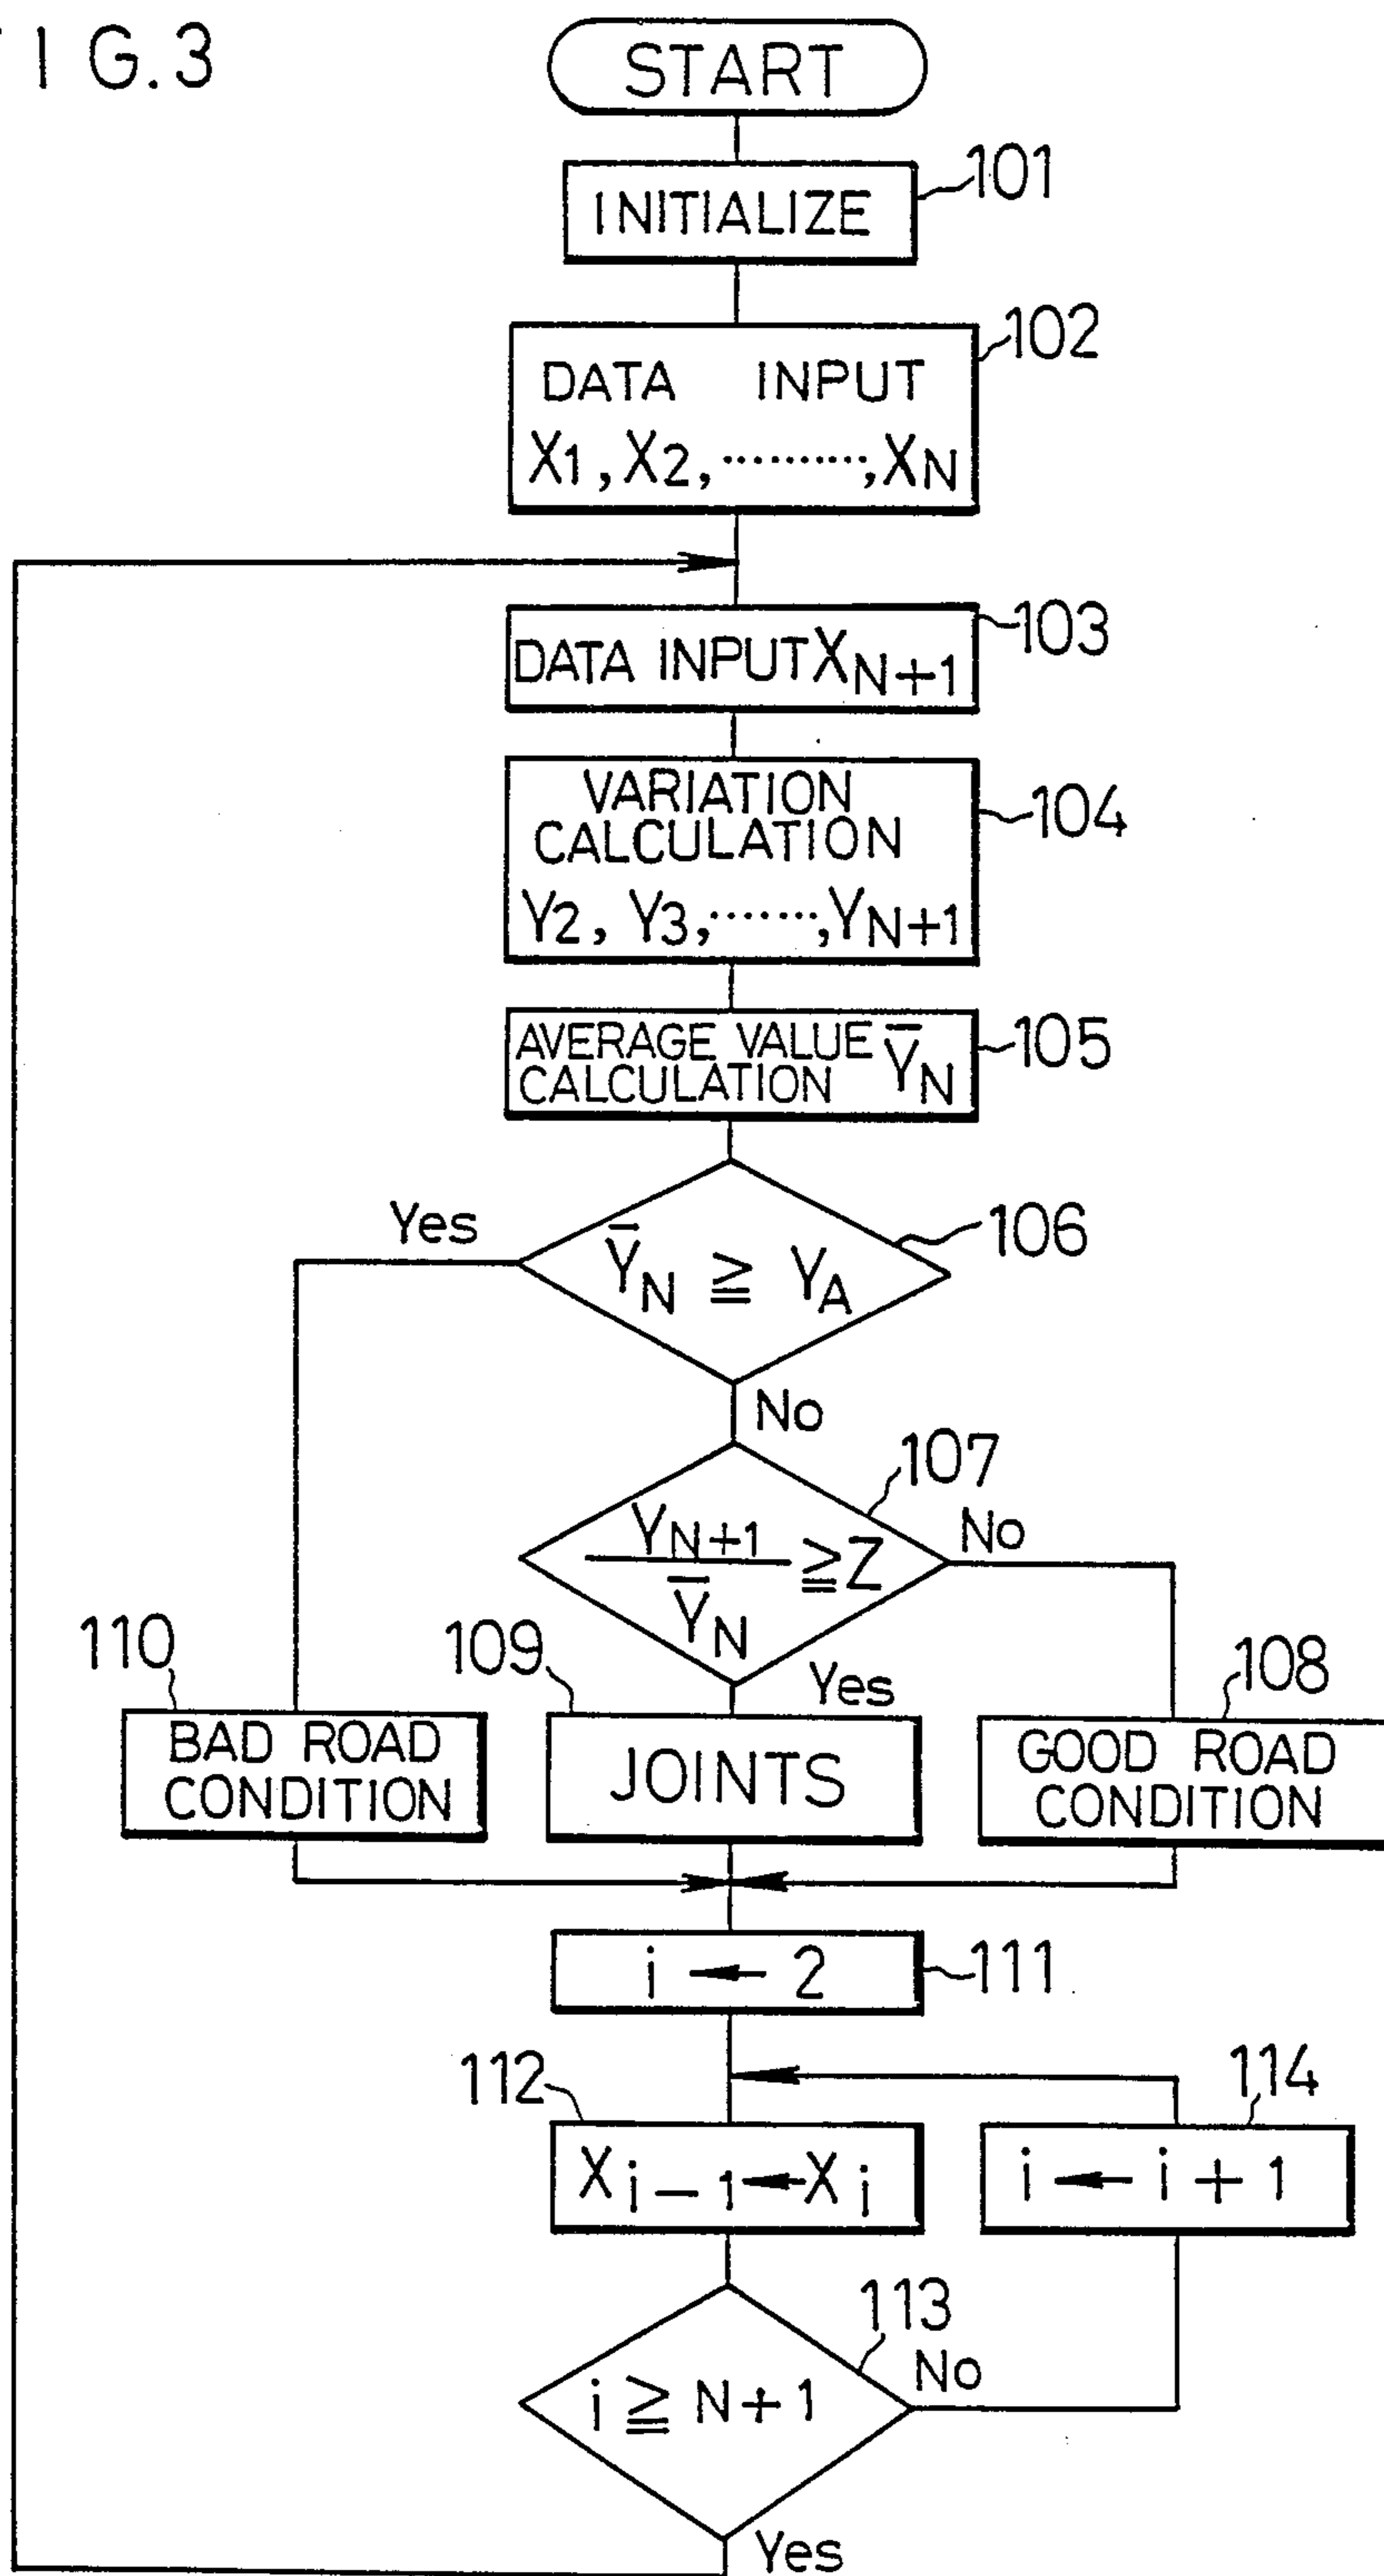 I G.3
START
INITIALIZE
101
DATA INPUT
X1, X2, ..........., XN
102
DATA INPUT XN+1
103
VARIATION
CALCULATION
Y2, Y3, ......., YN+1
104
AVERAGE VALUE
CALCULATION
ȲN
105
Yes
ȲN ≧ YA
106
No
107
YN+1
ȲN
≧Z
No
Yes
110
109
108
BAD ROAD
CONDITION
JOINTS
GOOD ROAD
CONDITION
i ← 2
111
112
114
Xi-1←Xi
i ← i + 1
113
i ≧ N+1
No
Yes